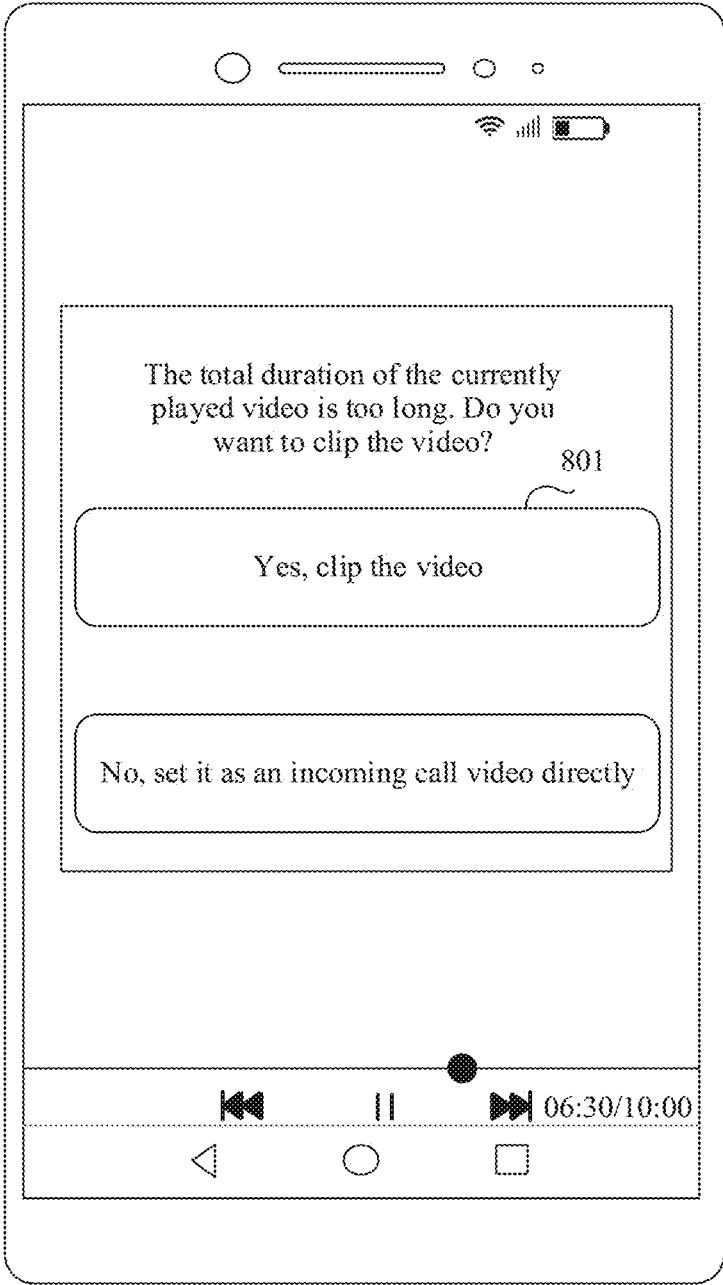 The total duration of the currently
played video is too long. Do you
want to clip the video?
801
Yes, clip the video
No, set it as an incoming call video directly
06:30/10:00